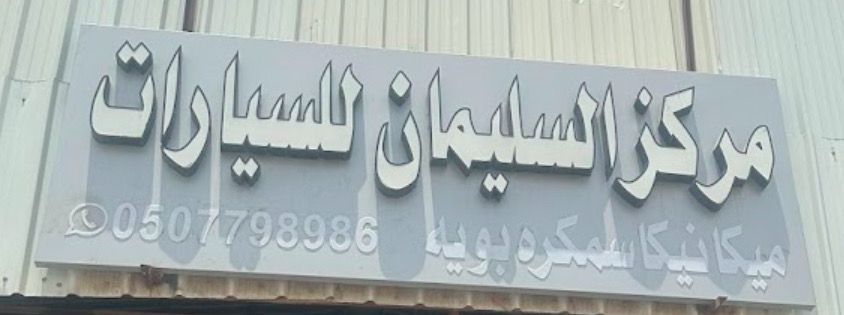 مركز السليمان للسيارات
ميكانيكا سمكره بويه 0507798986